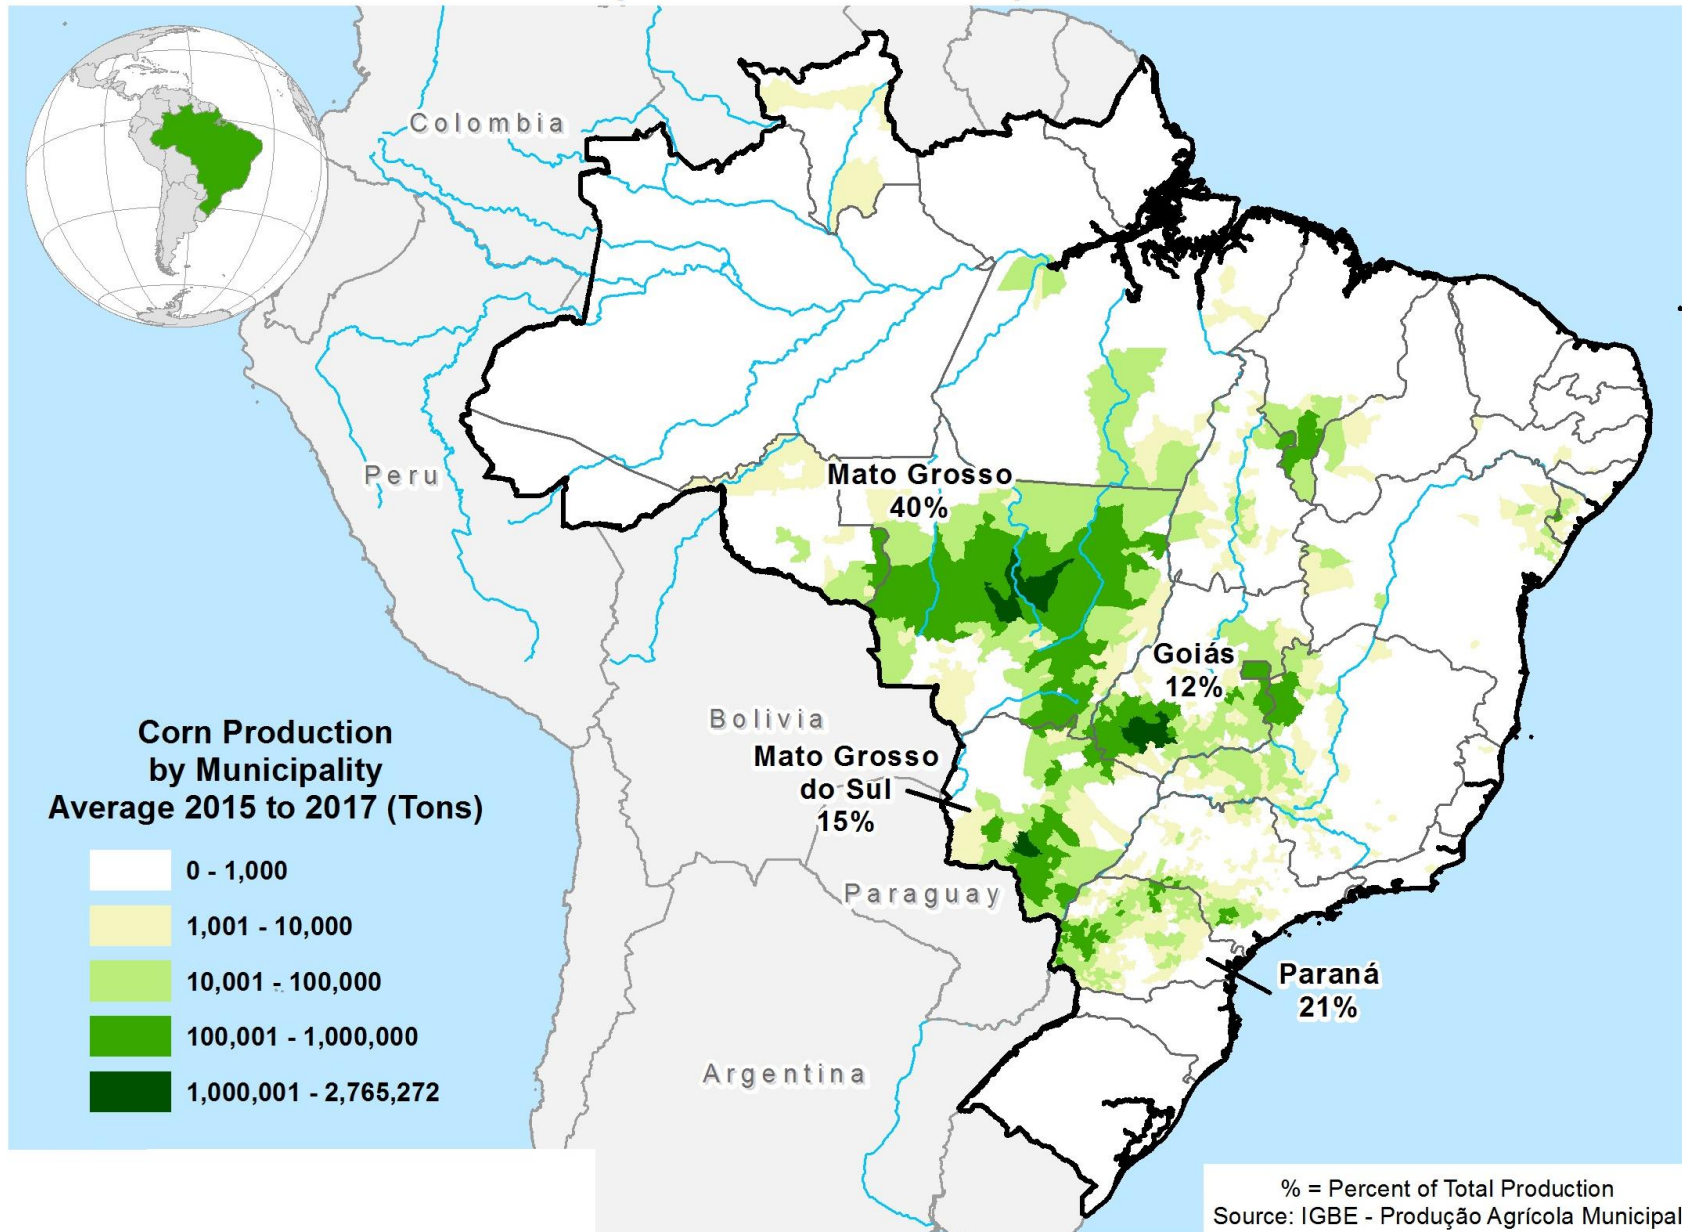 Colombia
Peru
Mato Grosso
40%
Goiás
12%
Bolivia
Mato Grosso
do Sul
15%
Paraguay
Paraná
21%
Argentina
Corn Production
by Municipality
Average 2015 to 2017 (Tons)
0 - 1,000
1,001 - 10,000
10,001 - 100,000
100,001 - 1,000,000
1,000,001 - 2,765,272
% = Percent of Total Production
Source: IGBE - Produção Agrícola Municipal